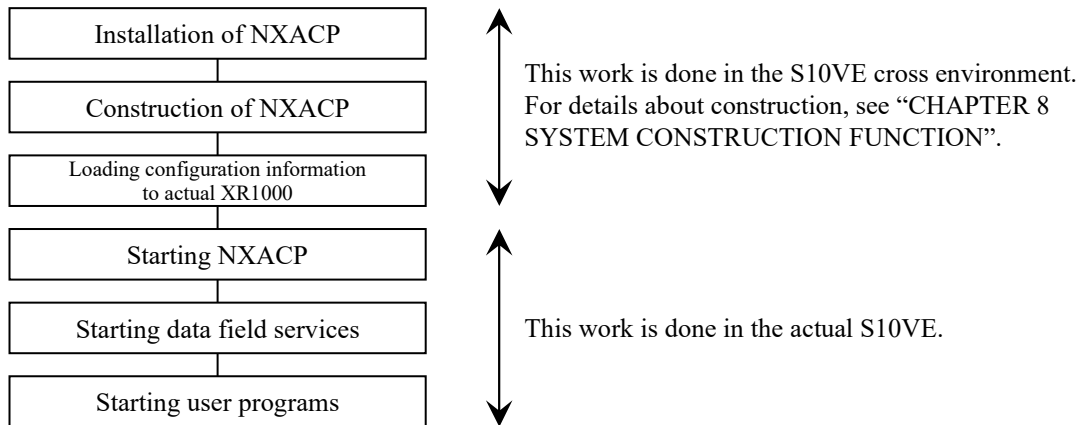 Installation of NXACP
Construction of NXACP
Loading configuration information
to actual XR1000
This work is done in the S10VE cross environment.
For details about construction, see “CHAPTER 8
SYSTEM CONSTRUCTION FUNCTION”.
Starting NXACP
Starting data field services
Starting user programs
This work is done in the actual S10VE.